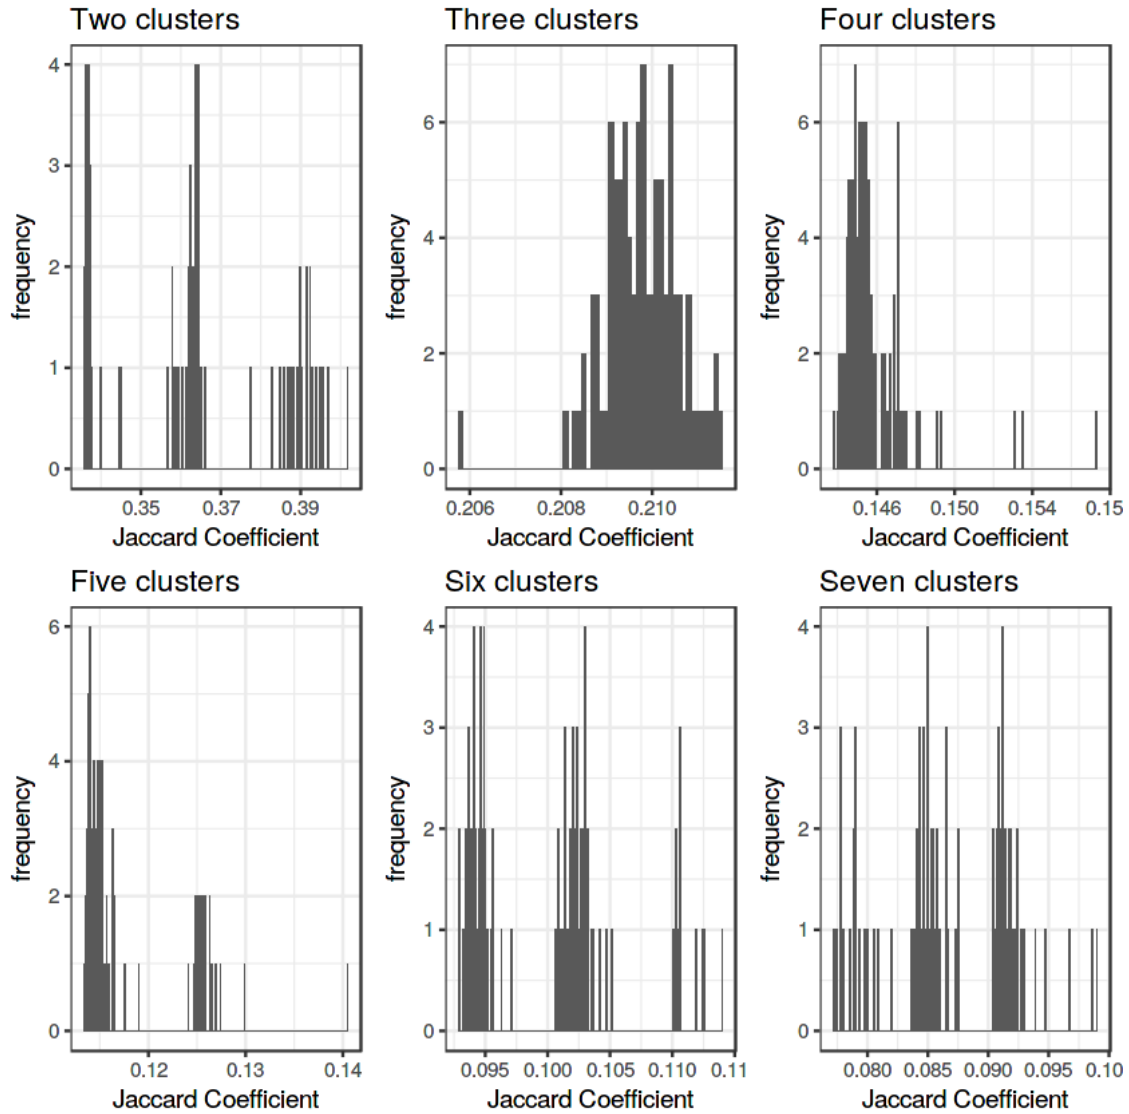 Two clusters
Three clusters
Four clusters
frequency
4
3
2
1
0
0.35 0.37 0.39
Jaccard Coefficient
frequency
6
4
2
0
0.206 0.208 0.210
Jaccard Coefficient
frequency
6
4
2
0
0.146 0.150 0.154 0.15
Jaccard Coefficient
Five clusters
Six clusters
Seven clusters
frequency
6
4
2
0
0.12 0.13 0.14
Jaccard Coefficient
frequency
4
3
2
1
0
0.095 0.100 0.105 0.110 0.11
Jaccard Coefficient
frequency
4
3
2
1
0
0.080 0.085 0.090 0.095 0.10
Jaccard Coefficient